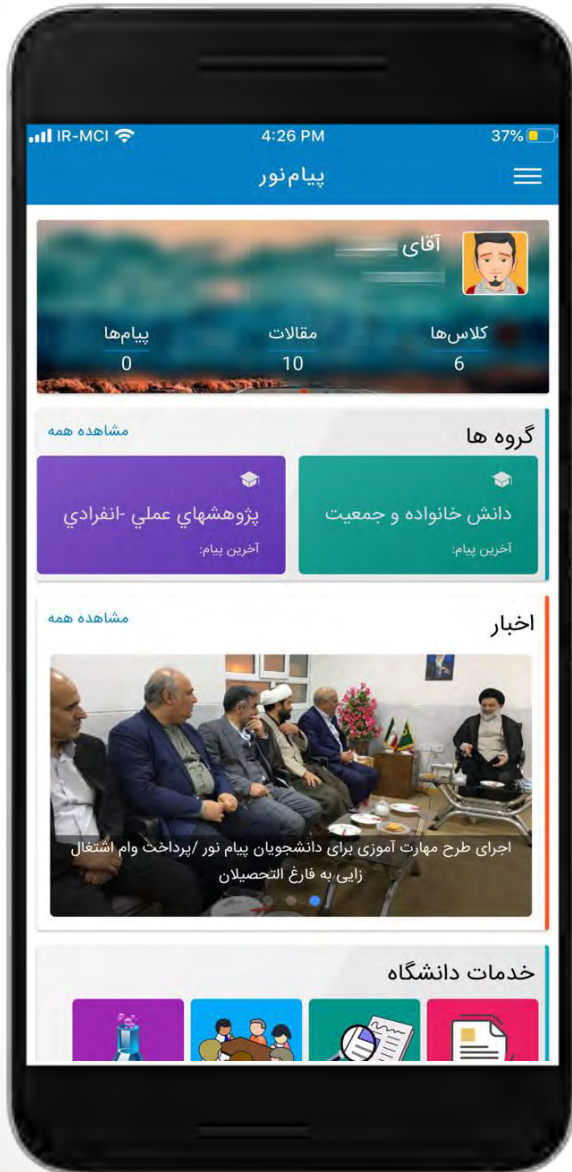 IR-MCI 4:26 PM 37%
پیام‌نور
آقای
کلاس‌ها مقالات پیام‌ها
6 10 0
گروه ها مشاهده همه
دانش خانواده و جمعیت
آخرین پیام:
پژوهشهاي عملي -انفرادي
آخرین پیام:
اخبار مشاهده همه
اجرای طرح مهارت آموزی برای دانشجویان پیام نور /پرداخت وام اشتغال
زایی به فارغ التحصیلان
خدمات دانشگاه